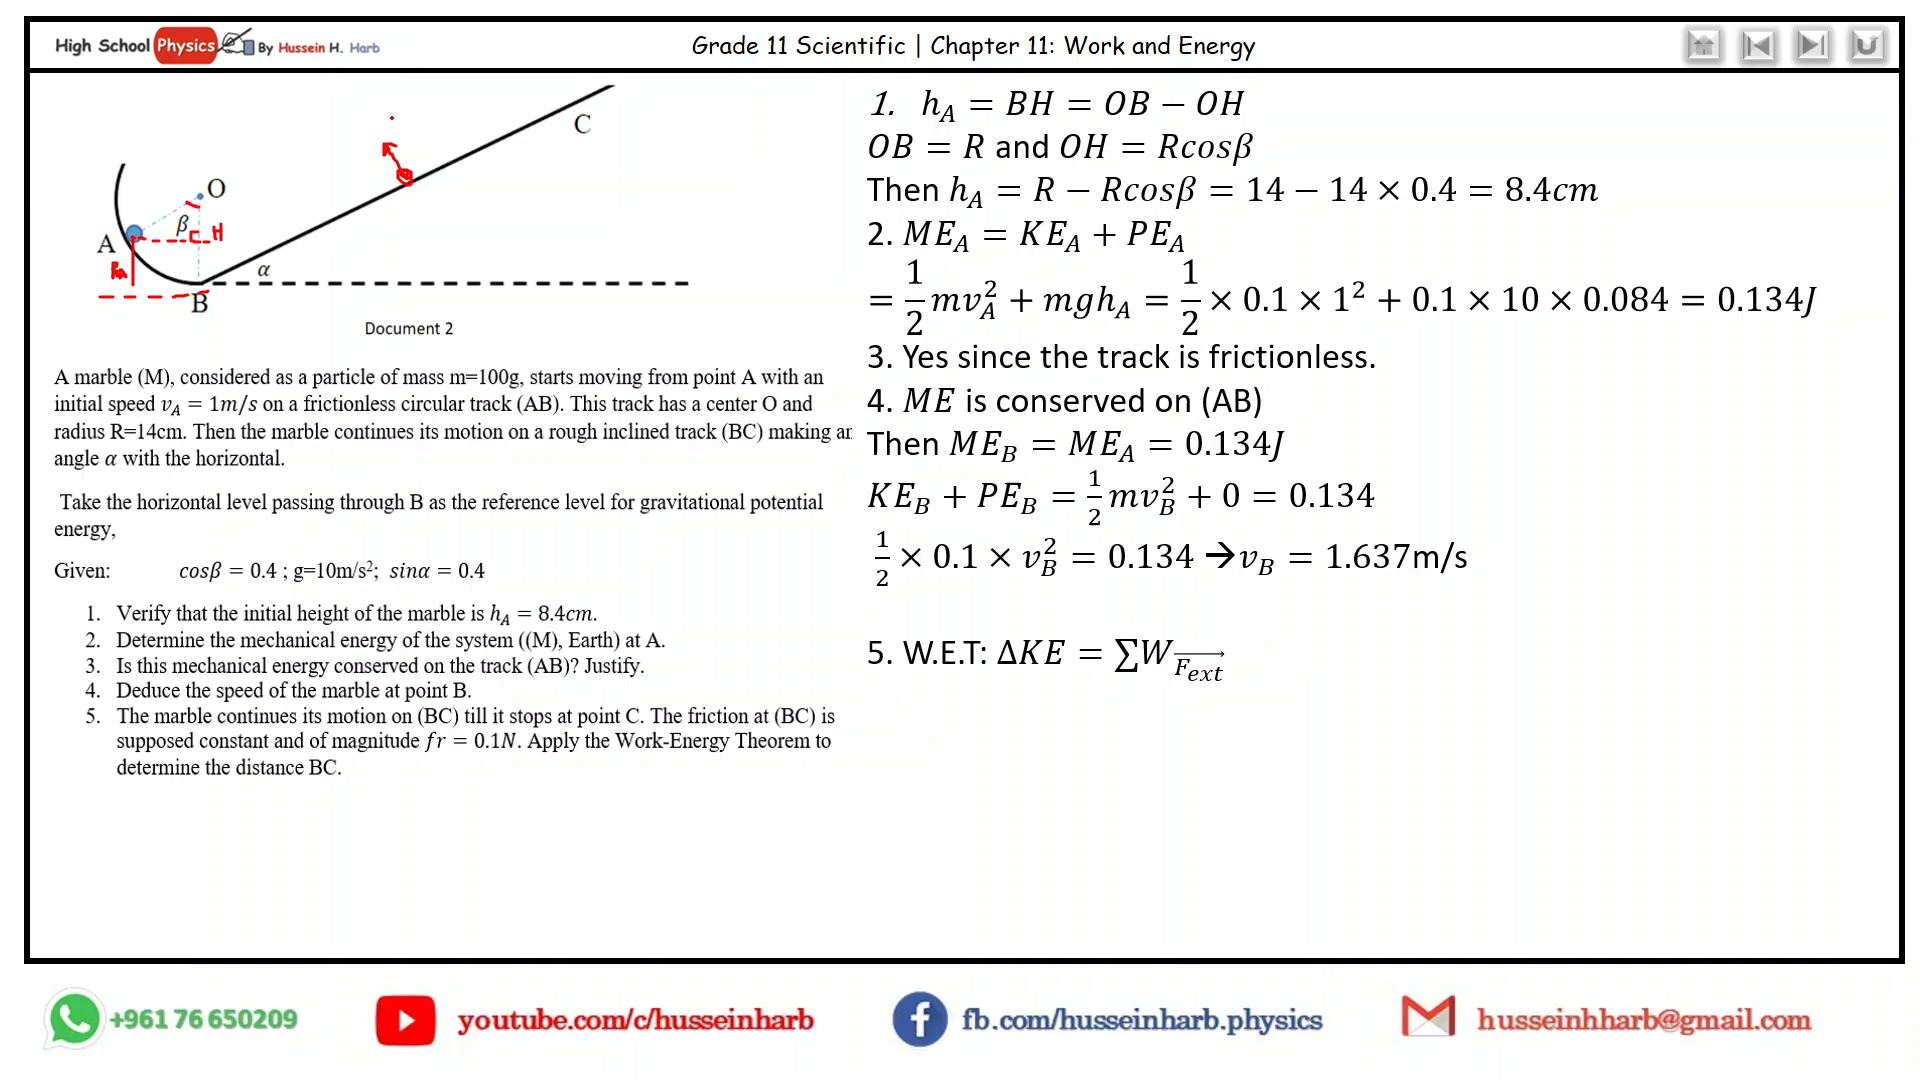 High School Physics By Hussein H. Harb
Grade 11 Scientific | Chapter 11: Work and Energy
C
O
β
H
A
hA
α
B
Document 2
A marble (M), considered as a particle of mass m=100g, starts moving from point A with an
initial speed v_A = 1m/s on a frictionless circular track (AB). This track has a center O and
radius R=14cm. Then the marble continues its motion on a rough inclined track (BC) making an
angle α with the horizontal.
Take the horizontal level passing through B as the reference level for gravitational potential
energy,
Given: cosβ = 0.4 ; g=10m/s²; sinα = 0.4
1. Verify that the initial height of the marble is h_A = 8.4cm.
2. Determine the mechanical energy of the system ((M), Earth) at A.
3. Is this mechanical energy conserved on the track (AB)? Justify.
4. Deduce the speed of the marble at point B.
5. The marble continues its motion on (BC) till it stops at point C. The friction at (BC) is
supposed constant and of magnitude fr = 0.1N. Apply the Work-Energy Theorem to
determine the distance BC.
1. h_A = BH = OB − OH
OB = R and OH = Rcosβ
Then h_A = R − Rcosβ = 14 − 14 × 0.4 = 8.4cm
2. ME_A = KE_A + PE_A
= 1/2 mv_A² + mgh_A = 1/2 × 0.1 × 1² + 0.1 × 10 × 0.084 = 0.134J
3. Yes since the track is frictionless.
4. ME is conserved on (AB)
Then ME_B = ME_A = 0.134J
KE_B + PE_B = 1/2 mv_B² + 0 = 0.134
1/2 × 0.1 × v_B² = 0.134 → v_B = 1.637m/s
5. W.E.T: ΔKE = ∑W_F⃗ext
+961 76 650209
youtube.com/c/husseinharb
fb.com/husseinharb.physics
husseinhharb@gmail.com